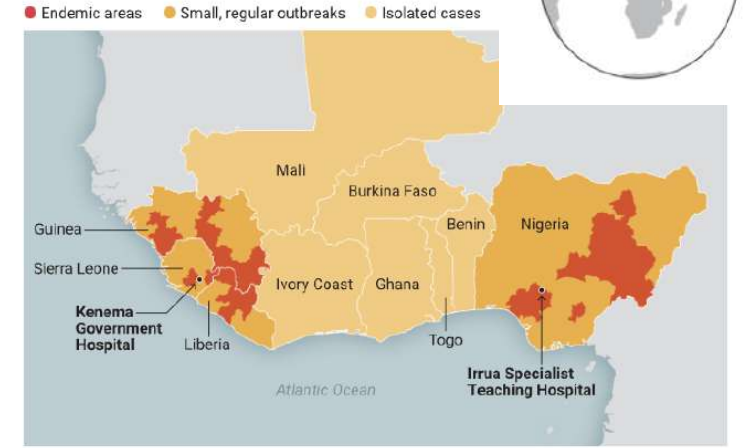 Endemic areas Small, regular outbreaks Isolated cases
Mali
Burkina Faso
Guinea
Benin
Nigeria
Sierra Leone
Ivory Coast
Ghana
Kenema
Government
Hospital
Liberia
Togo
Irrua Specialist
Teaching Hospital
Atlantic Ocean